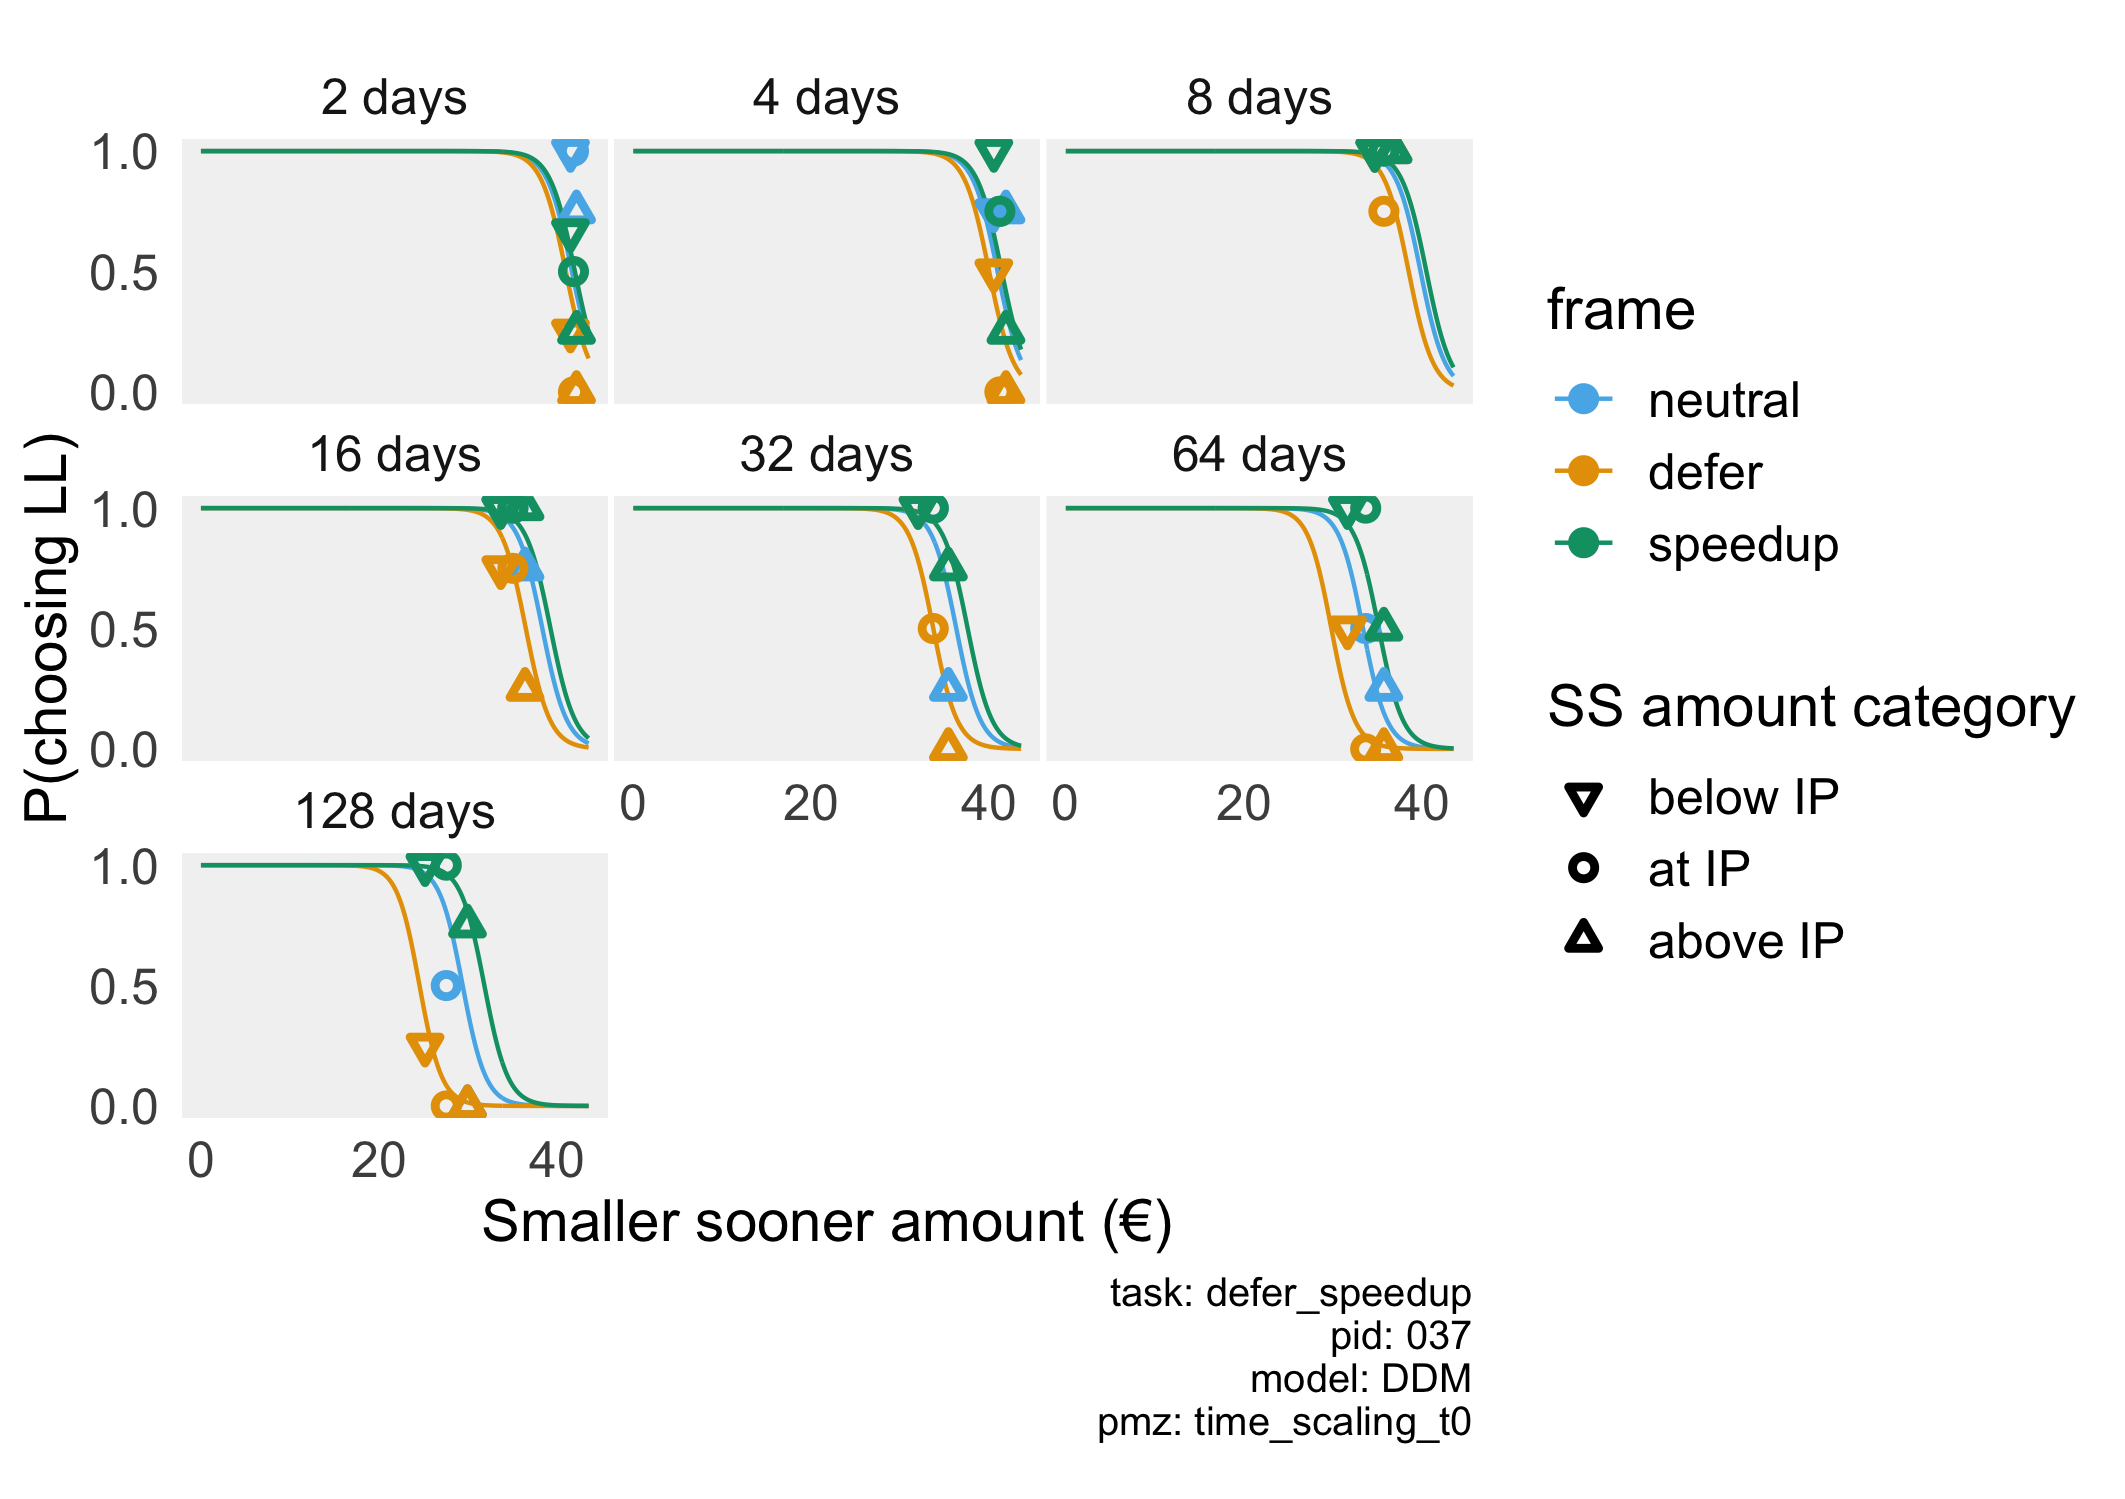 2 days
4 days
8 days
1.0
0.5
0.0
16 days
32 days
64 days
1.0
0.5
0.0
0
20
40
0
20
40
128 days
1.0
0.5
0.0
0
20
40
P(choosing LL)
Smaller sooner amount (€)
frame
neutral
defer
speedup
SS amount category
below IP
at IP
above IP
task: defer_speedup
pid: 037
model: DDM
pmz: time_scaling_t0